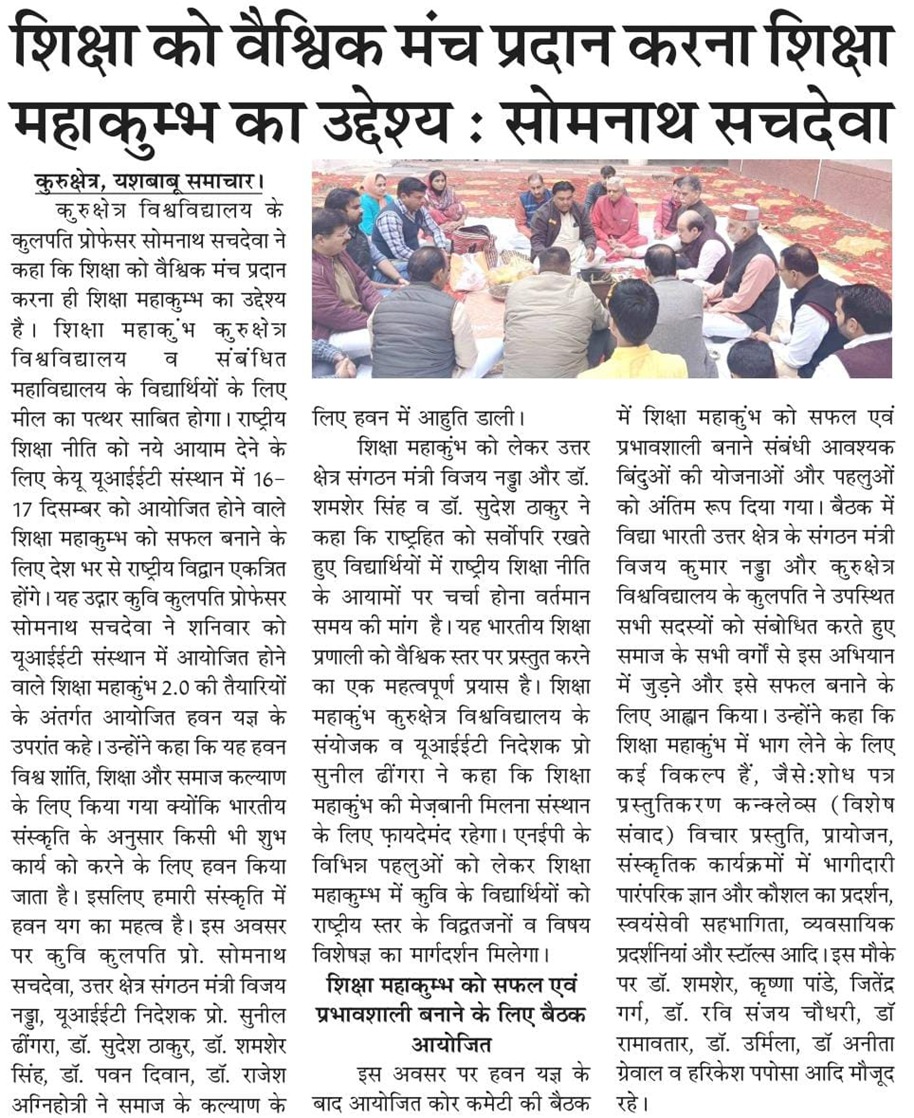 शिक्षा को वैश्विक मंच प्रदान करना शिक्षा
महाकुम्भ का उद्देश्य : सोमनाथ सचदेवा
कुरुक्षेत्र, यशबाबू समाचार।
कुरुक्षेत्र विश्वविद्यालय के
कुलपति प्रोफेसर सोमनाथ सचदेवा ने
कहा कि शिक्षा को वैश्विक मंच प्रदान
करना ही शिक्षा महाकुम्भ का उद्देश्य
है। शिक्षा महाकुंभ कुरुक्षेत्र
विश्वविद्यालय व संबंधित
महाविद्यालय के विद्यार्थियों के लिए
मील का पत्थर साबित होगा। राष्ट्रीय
शिक्षा नीति को नये आयाम देने के
लिए केयू यूआईईटी संस्थान में 16-
17 दिसम्बर को आयोजित होने वाले
शिक्षा महाकुम्भ को सफल बनाने के
लिए देश भर से राष्ट्रीय विद्वान एकत्रित
होंगे। यह उद्गार कुवि कुलपति प्रोफेसर
सोमनाथ सचदेवा ने शनिवार को
यूआईईटी संस्थान में आयोजित होने
वाले शिक्षा महाकुंभ 2.0 की तैयारियों
के अंतर्गत आयोजित हवन यज्ञ के
उपरांत कहे। उन्होंने कहा कि यह हवन
विश्व शांति, शिक्षा और समाज कल्याण
के लिए किया गया क्योंकि भारतीय
संस्कृति के अनुसार किसी भी शुभ
कार्य को करने के लिए हवन किया
जाता है। इसलिए हमारी संस्कृति में
हवन यग का महत्व है। इस अवसर
पर कुवि कुलपति प्रो. सोमनाथ
सचदेवा, उत्तर क्षेत्र संगठन मंत्री विजय
नड्डा, यूआईईटी निदेशक प्रो. सुनील
ढींगरा, डॉ. सुदेश ठाकुर, डॉ. शमशेर
सिंह, डॉ. पवन दिवान, डॉ. राजेश
अग्निहोत्री ने समाज के कल्याण के
लिए हवन में आहुति डाली।
शिक्षा महाकुंभ को लेकर उत्तर
क्षेत्र संगठन मंत्री विजय नड्डा और डॉ.
शमशेर सिंह व डॉ. सुदेश ठाकुर ने
कहा कि राष्ट्रहित को सर्वोपरि रखते
हुए विद्यार्थियों में राष्ट्रीय शिक्षा नीति
के आयामों पर चर्चा होना वर्तमान
समय की मांग है। यह भारतीय शिक्षा
प्रणाली को वैश्विक स्तर पर प्रस्तुत करने
का एक महत्वपूर्ण प्रयास है। शिक्षा
महाकुंभ कुरुक्षेत्र विश्वविद्यालय के
संयोजक व यूआईईटी निदेशक प्रो
सुनील ढींगरा ने कहा कि शिक्षा
महाकुंभ की मेज़बानी मिलना संस्थान
के लिए फ़ायदेमंद रहेगा। एनईपी के
विभिन्न पहलुओं को लेकर शिक्षा
महाकुम्भ में कुवि के विद्यार्थियों को
राष्ट्रीय स्तर के विद्वतजनों व विषय
विशेषज्ञ का मार्गदर्शन मिलेगा।
शिक्षा महाकुम्भ को सफल एवं
प्रभावशाली बनाने के लिए बैठक
आयोजित
इस अवसर पर हवन यज्ञ के
बाद आयोजित कोर कमेटी की बैठक
में शिक्षा महाकुंभ को सफल एवं
प्रभावशाली बनाने संबंधी आवश्यक
बिंदुओं की योजनाओं और पहलुओं
को अंतिम रूप दिया गया। बैठक में
विद्या भारती उत्तर क्षेत्र के संगठन मंत्री
विजय कुमार नड्डा और कुरुक्षेत्र
विश्वविद्यालय के कुलपति ने उपस्थित
सभी सदस्यों को संबोधित करते हुए
समाज के सभी वर्गों से इस अभियान
में जुड़ने और इसे सफल बनाने के
लिए आह्वान किया। उन्होंने कहा कि
शिक्षा महाकुंभ में भाग लेने के लिए
कई विकल्प हैं, जैसे:शोध पत्र
प्रस्तुतिकरण कन्क्लेव्स (विशेष
संवाद) विचार प्रस्तुति, प्रायोजन,
संस्कृतिक कार्यक्रमों में भागीदारी
पारंपरिक ज्ञान और कौशल का प्रदर्शन,
स्वयंसेवी सहभागिता, व्यवसायिक
प्रदर्शनियां और स्टॉल्स आदि। इस मौके
पर डॉ. शमशेर, कृष्णा पांडे, जितेंद्र
गर्ग, डॉ. रवि संजय चौधरी, डॉ
रामावतार, डॉ. उर्मिला, डॉ अनीता
ग्रेवाल व हरिकेश पपोसा आदि मौजूद
रहे।